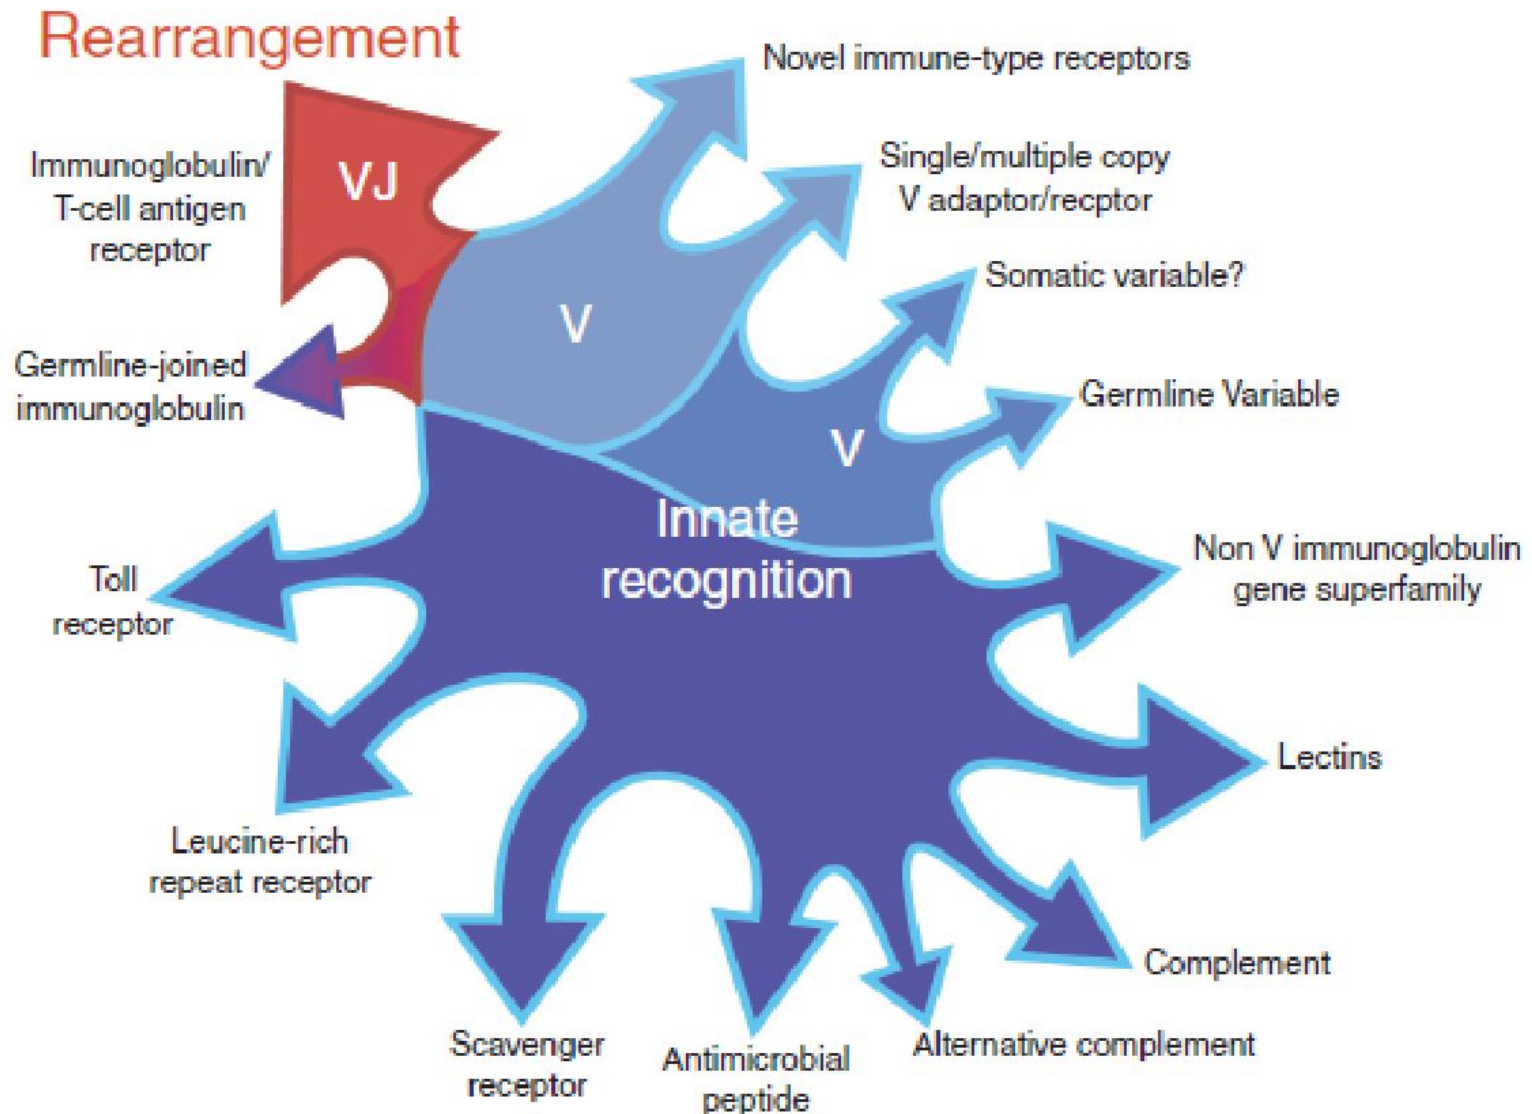 Rearrangement
Novel immune-type receptors
Immunoglobulin/
T-cell antigen
receptor
VJ
Single/multiple copy
V adaptor/recptor
Somatic variable?
V
Germline-joined
immunoglobulin
Germline Variable
V
Innate
recognition
Non V immunoglobulin
gene superfamily
Toll
receptor
Lectins
Leucine-rich
repeat receptor
Complement
Scavenger
receptor
Antimicrobial
peptide
Alternative complement